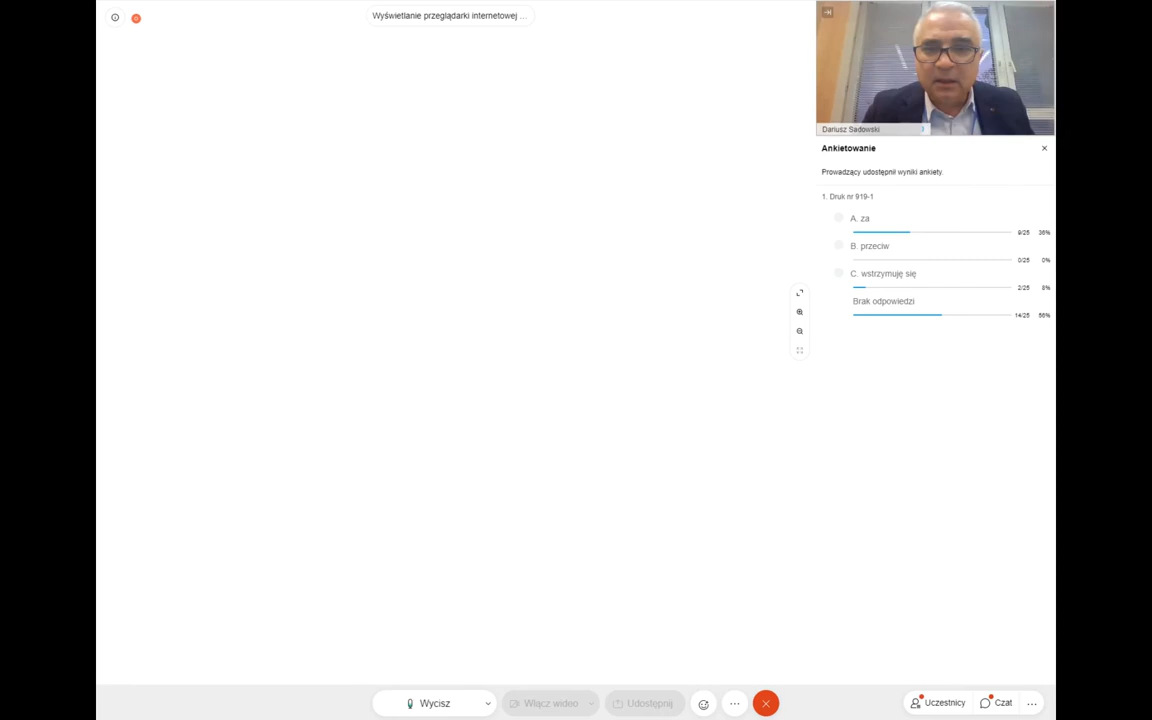 Wyświetlanie przeglądarki internetowej ...
Dariusz Sadowski
Ankietowanie
Prowadzący udostępnił wyniki ankiety.
1. Druk nr 919-1
A. za
9/25 36%
B. przeciw
0/25 0%
C. wstrzymuję się
2/25 8%
Brak odpowiedzi
14/25 56%
Wycisz
Włącz wideo
Udostępnij
Uczestnicy
Czat